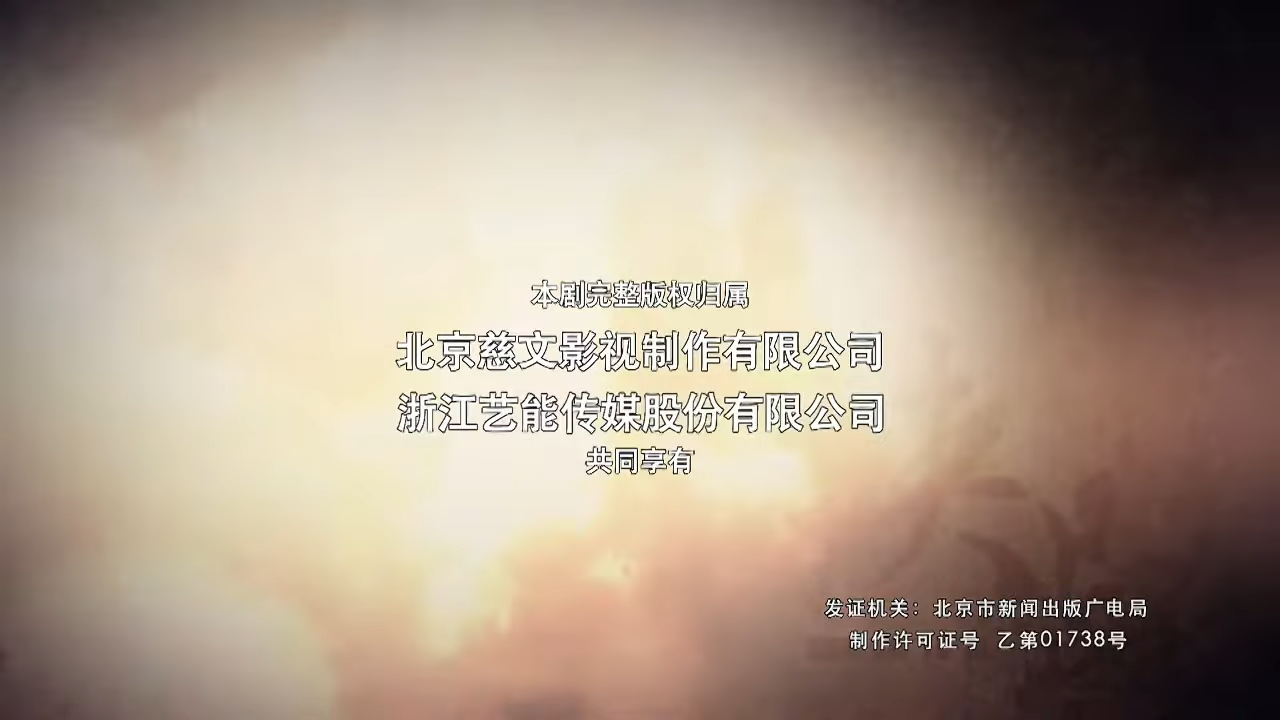 本剧完整版权归属
北京慈文影视制作有限公司
浙江艺能传媒股份有限公司
共同享有
发证机关：北京市新闻出版广电局
制作许可证号 乙第01738号